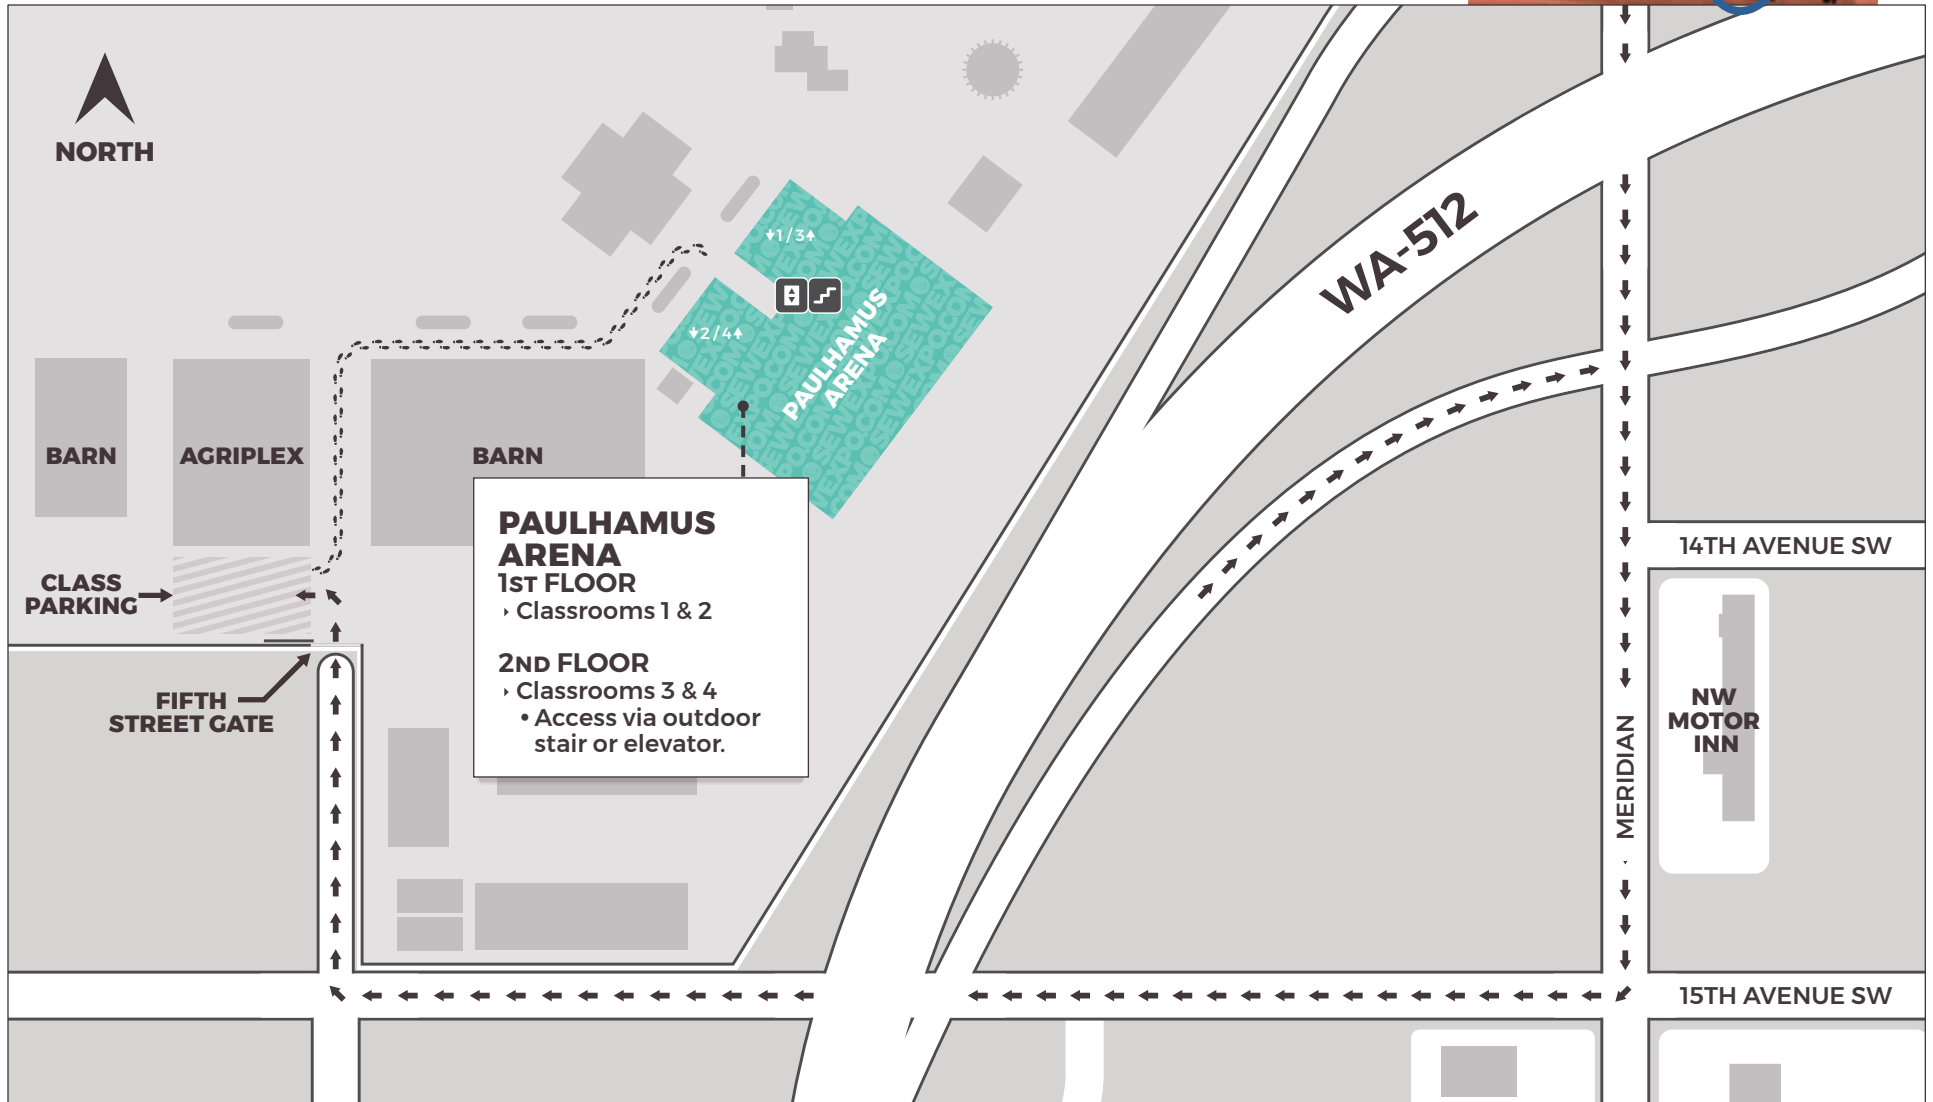 NORTH
WA-512
1/3
2/4
PAULHAMUS
ARENA
BARN
AGRIPLEX
BARN
PAULHAMUS
ARENA
1ST FLOOR
‣ Classrooms 1 & 2
2ND FLOOR
‣ Classrooms 3 & 4
• Access via outdoor
stair or elevator.
14TH AVENUE SW
CLASS
PARKING
FIFTH
STREET GATE
NW
MOTOR
INN
MERIDIAN
15TH AVENUE SW